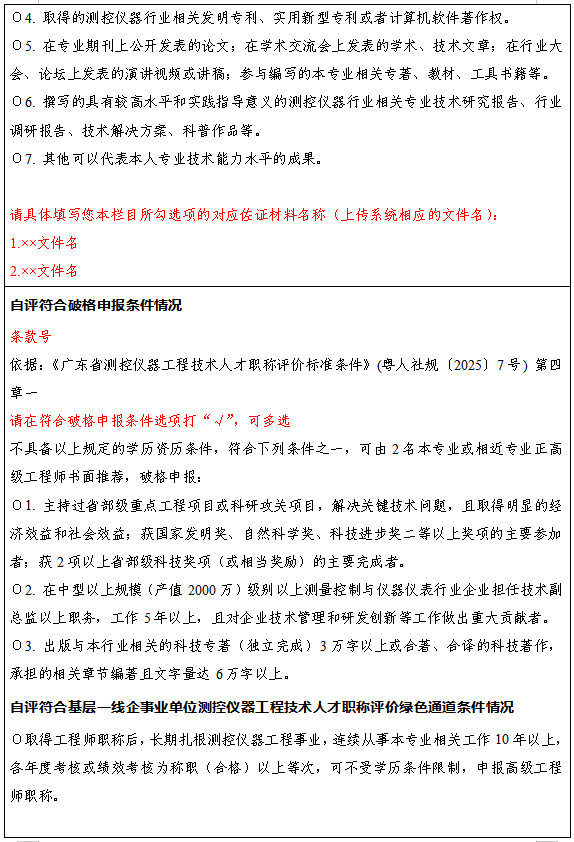 ○4. 取得的测控仪器行业相关发明专利、实用新型专利或者计算机软件著作权。
○5. 在专业期刊上公开发表的论文；在学术交流会上发表的学术、技术文章；在行业大
会、论坛上发表的演讲视频或讲稿；参与编写的本专业相关专著、教材、工具书籍等。
○6. 撰写的具有较高水平和实践指导意义的测控仪器行业相关专业技术研究报告、行业
调研报告、技术解决方案、科普作品等。
○7. 其他可以代表本人专业技术能力水平的成果。
请具体填写您本栏目所勾选项的对应佐证材料名称（上传系统相应的文件名）：
1.××文件名
2.××文件名
自评符合破格申报条件情况
条款号
依据：《广东省测控仪器工程技术人才职称评价标准条件》(粤人社规〔2025〕7号）第四
章一
请在符合破格申报条件选项打“√”，可多选
不具备以上规定的学历资历条件，符合下列条件之一，可由2名本专业或相近专业正高
级工程师书面推荐，破格申报：
○1. 主持过省部级重点工程项目或科研攻关项目，解决关键技术问题，且取得明显的经
济效益和社会效益；获国家发明奖、自然科学奖、科技进步奖二等以上奖项的主要参加
者；获2项以上省部级科技奖项（或相当奖励）的主要完成者。
○2. 在中型以上规模（产值2000万）级别以上测量控制与仪器仪表行业企业担任技术副
总监以上职务，工作5年以上，且对企业技术管理和研发创新等工作做出重大贡献者。
○3. 出版与本行业相关的科技专著（独立完成）3万字以上或合著、合译的科技著作，
承担的相关章节编著且文字量达 6万字以上。
自评符合基层一线企事业单位测控仪器工程技术人才职称评价绿色通道条件情况
○取得工程师职称后，长期扎根测控仪器工程事业，连续从事本专业相关工作10年以上，
各年度考核或绩效考核为称职（合格）以上等次，可不受学历条件限制，申报高级工程
师职称。